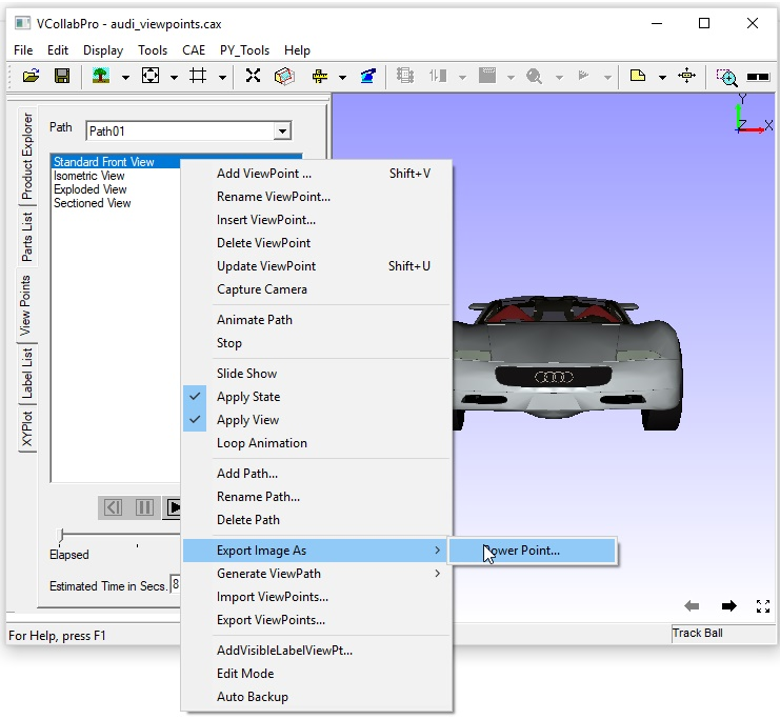 VCollabPro - audi_viewpoints.cax
File Edit Display Tools CAE PY_Tools Help
Product Explorer
Parts List
View Points
Label List
XYPlot
Path Path01
Standard Front View
Isometric View
Exploded View
Sectioned View
Elapsed
Estimated Time in Secs. 8
Add ViewPoint ... Shift+V
Rename ViewPoint...
Insert ViewPoint...
Delete ViewPoint
Update ViewPoint Shift+U
Capture Camera
Animate Path
Stop
Slide Show
Apply State
Apply View
Loop Animation
Add Path...
Rename Path...
Delete Path
Export Image As
Power Point...
Generate ViewPath
Import ViewPoints...
Export ViewPoints...
AddVisibleLabelViewPt...
Edit Mode
Auto Backup
Y
Z X
For Help, press F1
Track Ball